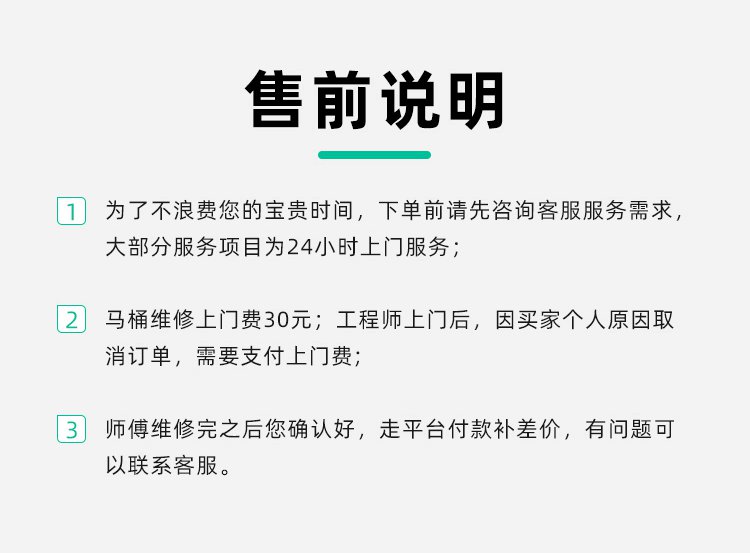 售前说明
1 为了不浪费您的宝贵时间，下单前请先咨询客服服务需求，
大部分服务项目为24小时上门服务；
2 马桶维修上门费30元；工程师上门后，因买家个人原因取
消订单，需要支付上门费；
3 师傅维修完之后您确认好，走平台付款补差价，有问题可
以联系客服。